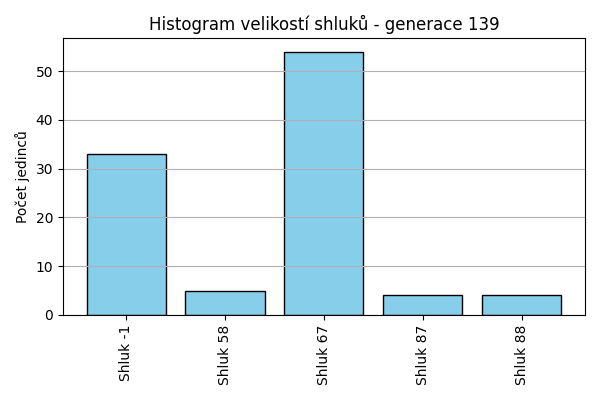 Histogram velikostí shluků - generace 139
Počet jedinců
50
40
30
20
10
0
Shluk -1
Shluk 58
Shluk 67
Shluk 87
Shluk 88